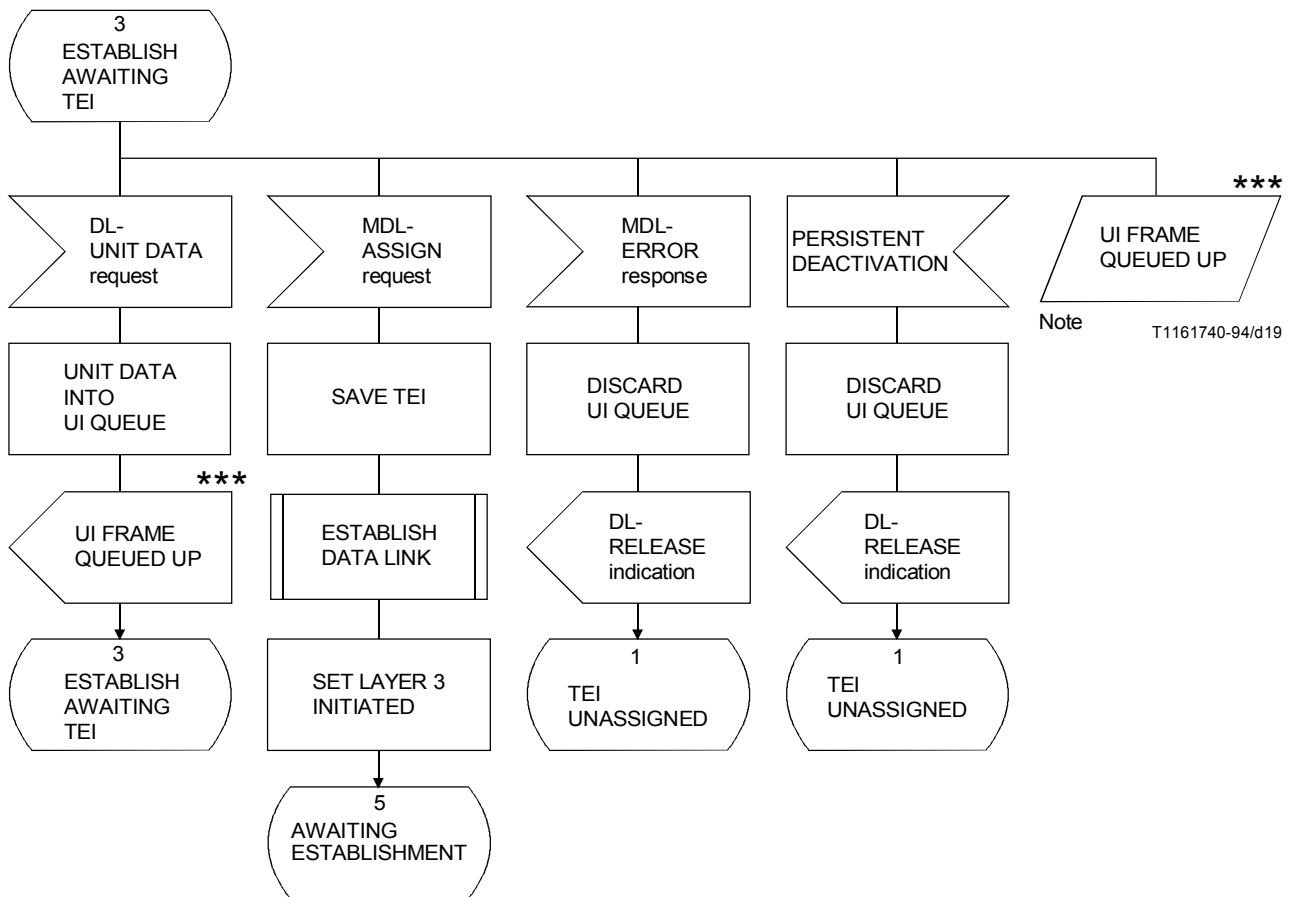 3
ESTABLISH
AWAITING
TEI
DL-
UNIT DATA
request
MDL-
ASSIGN
request
MDL-
ERROR
response
PERSISTENT
DEACTIVATION
***
UI FRAME
QUEUED UP
Note
T1161740-94/d19
UNIT DATA
INTO
UI QUEUE
SAVE TEI
DISCARD
UI QUEUE
DISCARD
UI QUEUE
***
UI FRAME
QUEUED UP
ESTABLISH
DATA LINK
DL-
RELEASE
indication
DL-
RELEASE
indication
3
ESTABLISH
AWAITING
TEI
SET LAYER 3
INITIATED
1
TEI
UNASSIGNED
1
TEI
UNASSIGNED
5
AWAITING
ESTABLISHMENT